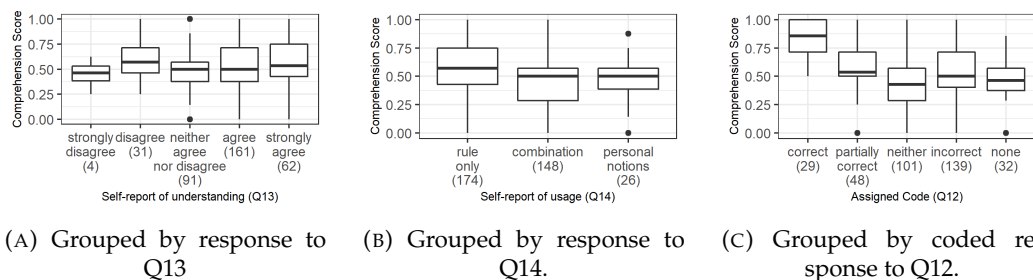 1.00
0.75
0.50
0.25
0.00
Comprehension Score
strongly disagree neither agree strongly
disagree (31) agree (161) agree
(4) nor disagree (62)
(91)
Self-report of understanding (Q13)
(A) Grouped by response to
Q13
1.00
0.75
0.50
0.25
0.00
Comprehension Score
rule combination personal
only (148) notions
(174) (26)
Self-report of usage (Q14)
(B) Grouped by response to
Q14.
1.00
0.75
0.50
0.25
0.00
Comprehension Score
correct partially neither incorrect none
(29) correct (101) (139) (32)
(48)
Assigned Code (Q12)
(C) Grouped by coded re
sponse to Q12.